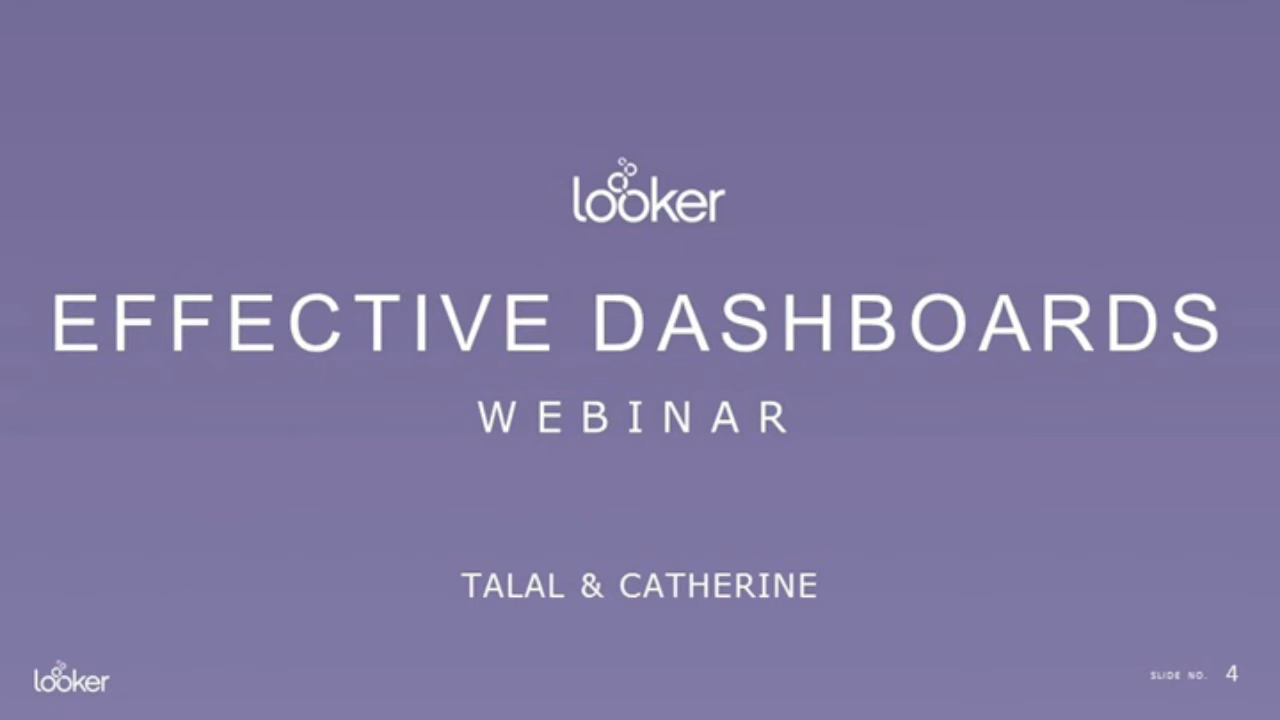 looker
EFFECTIVE DASHBOARDS
WEBINAR
TALAL & CATHERINE
looker
SLIDE NO. 4